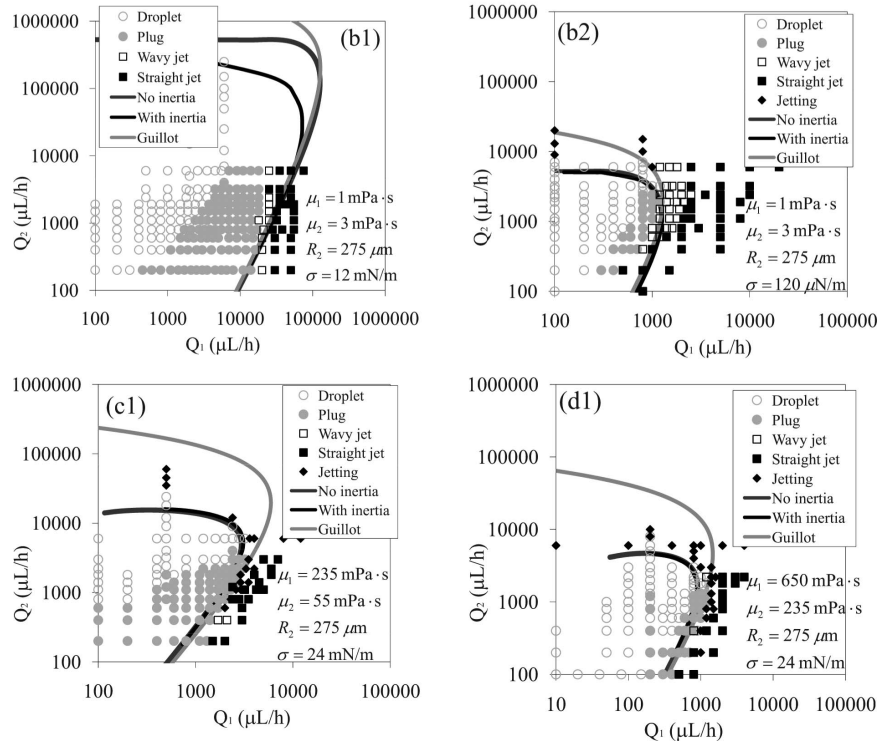 1000000
100000
10000
1000
100
Q2 (μL/h)
Droplet
Plug
Wavy jet
Straight jet
No inertia
With inertia
Guillot
(b1)
μ1 = 1 mPa·s
μ2 = 3 mPa·s
R2 = 275 μm
σ = 12 mN/m
100 1000 10000 100000 1000000
Q1 (μL/h)
1000000
100000
10000
1000
100
Q2 (μL/h)
(b2)
Droplet
Plug
Wavy jet
Straight jet
Jetting
No inertia
With inertia
Guillot
μ1 = 1 mPa·s
μ2 = 3 mPa·s
R2 = 275 μm
σ = 120 μN/m
100 1000 10000 100000
Q1 (μL/h)
1000000
100000
10000
1000
100
Q2 (μL/h)
(c1)
Droplet
Plug
Wavy jet
Straight jet
Jetting
No inertia
With inertia
Guillot
μ1 = 235 mPa·s
μ2 = 55 mPa·s
R2 = 275 μm
σ = 24 mN/m
100 1000 10000 100000
Q1 (μL/h)
1000000
100000
10000
1000
100
Q2 (μL/h)
(d1)
Droplet
Plug
Wavy jet
Straight jet
Jetting
No inertia
With inertia
Guillot
μ1 = 650 mPa·s
μ2 = 235 mPa·s
R2 = 275 μm
σ = 24 mN/m
10 100 1000 10000 100000
Q1 (μL/h)